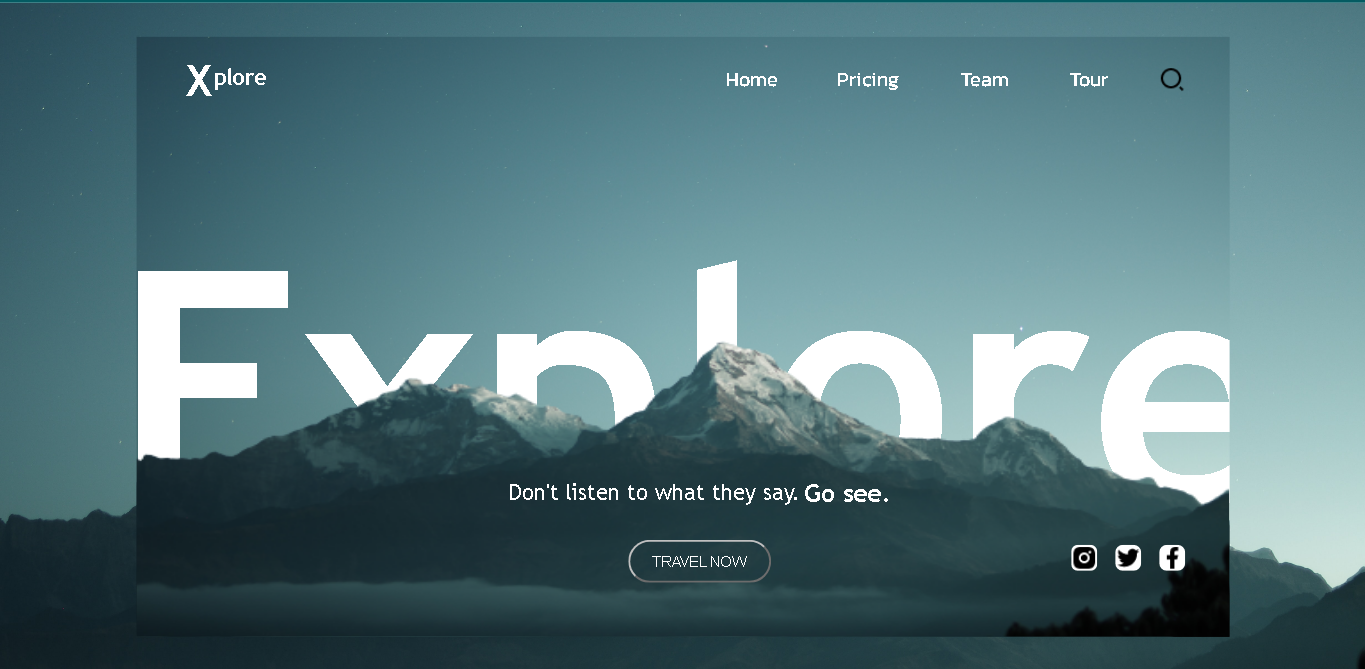 Xplore
Home Pricing Team Tour
Explore
Don't listen to what they say. Go see.
TRAVEL NOW